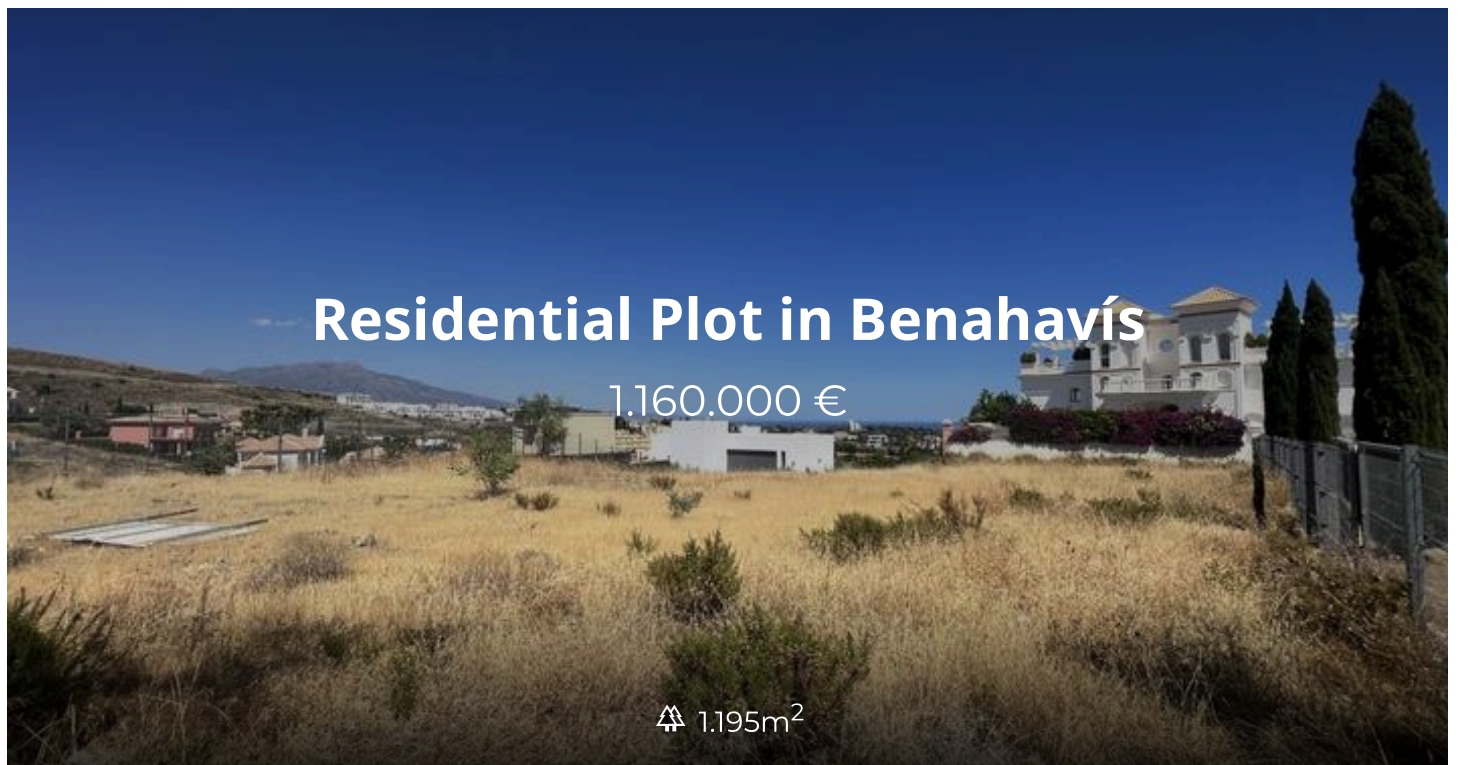 Residential Plot in Benahavís
1.160.000 €
1.195m²